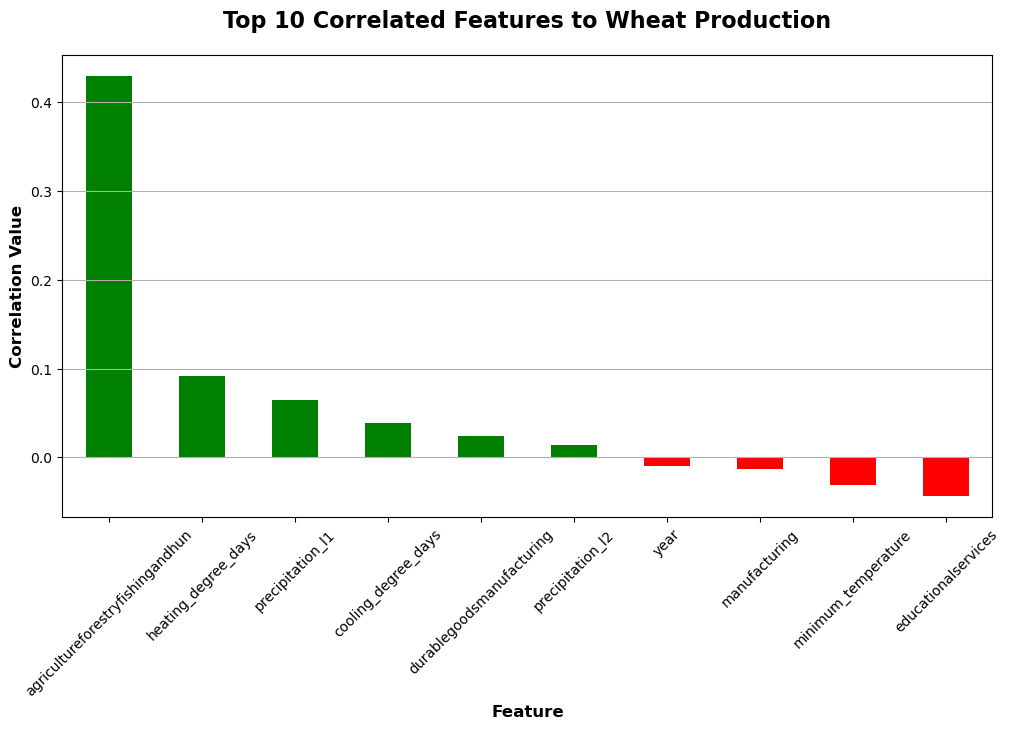 Top 10 Correlated Features to Wheat Production
Correlation Value
0.4
0.3
0.2
0.1
0.0
agricultureforestryfishingandhun
heating_degree_days
precipitation_l1
cooling_degree_days
durablegoodsmanufacturing
precipitation_l2
year
manufacturing
minimum_temperature
educationalservices
Feature